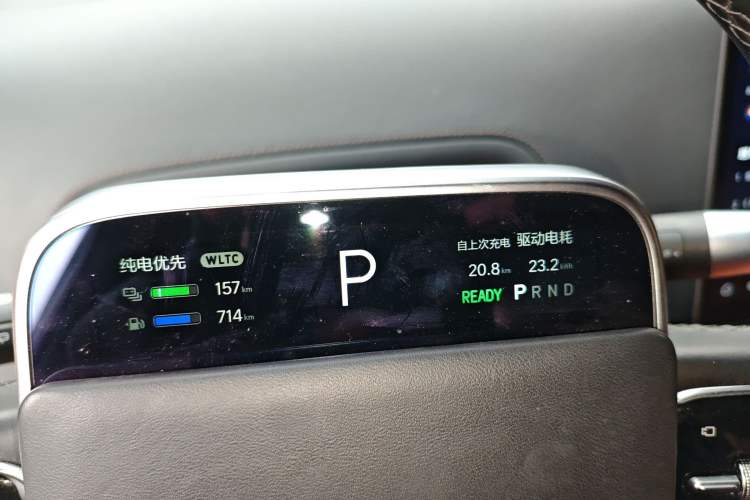 纯电优先 WLTC
157 km
714 km
P
自上次充电 驱动电耗
20.8 km 23.2 kWh
READY P R N D